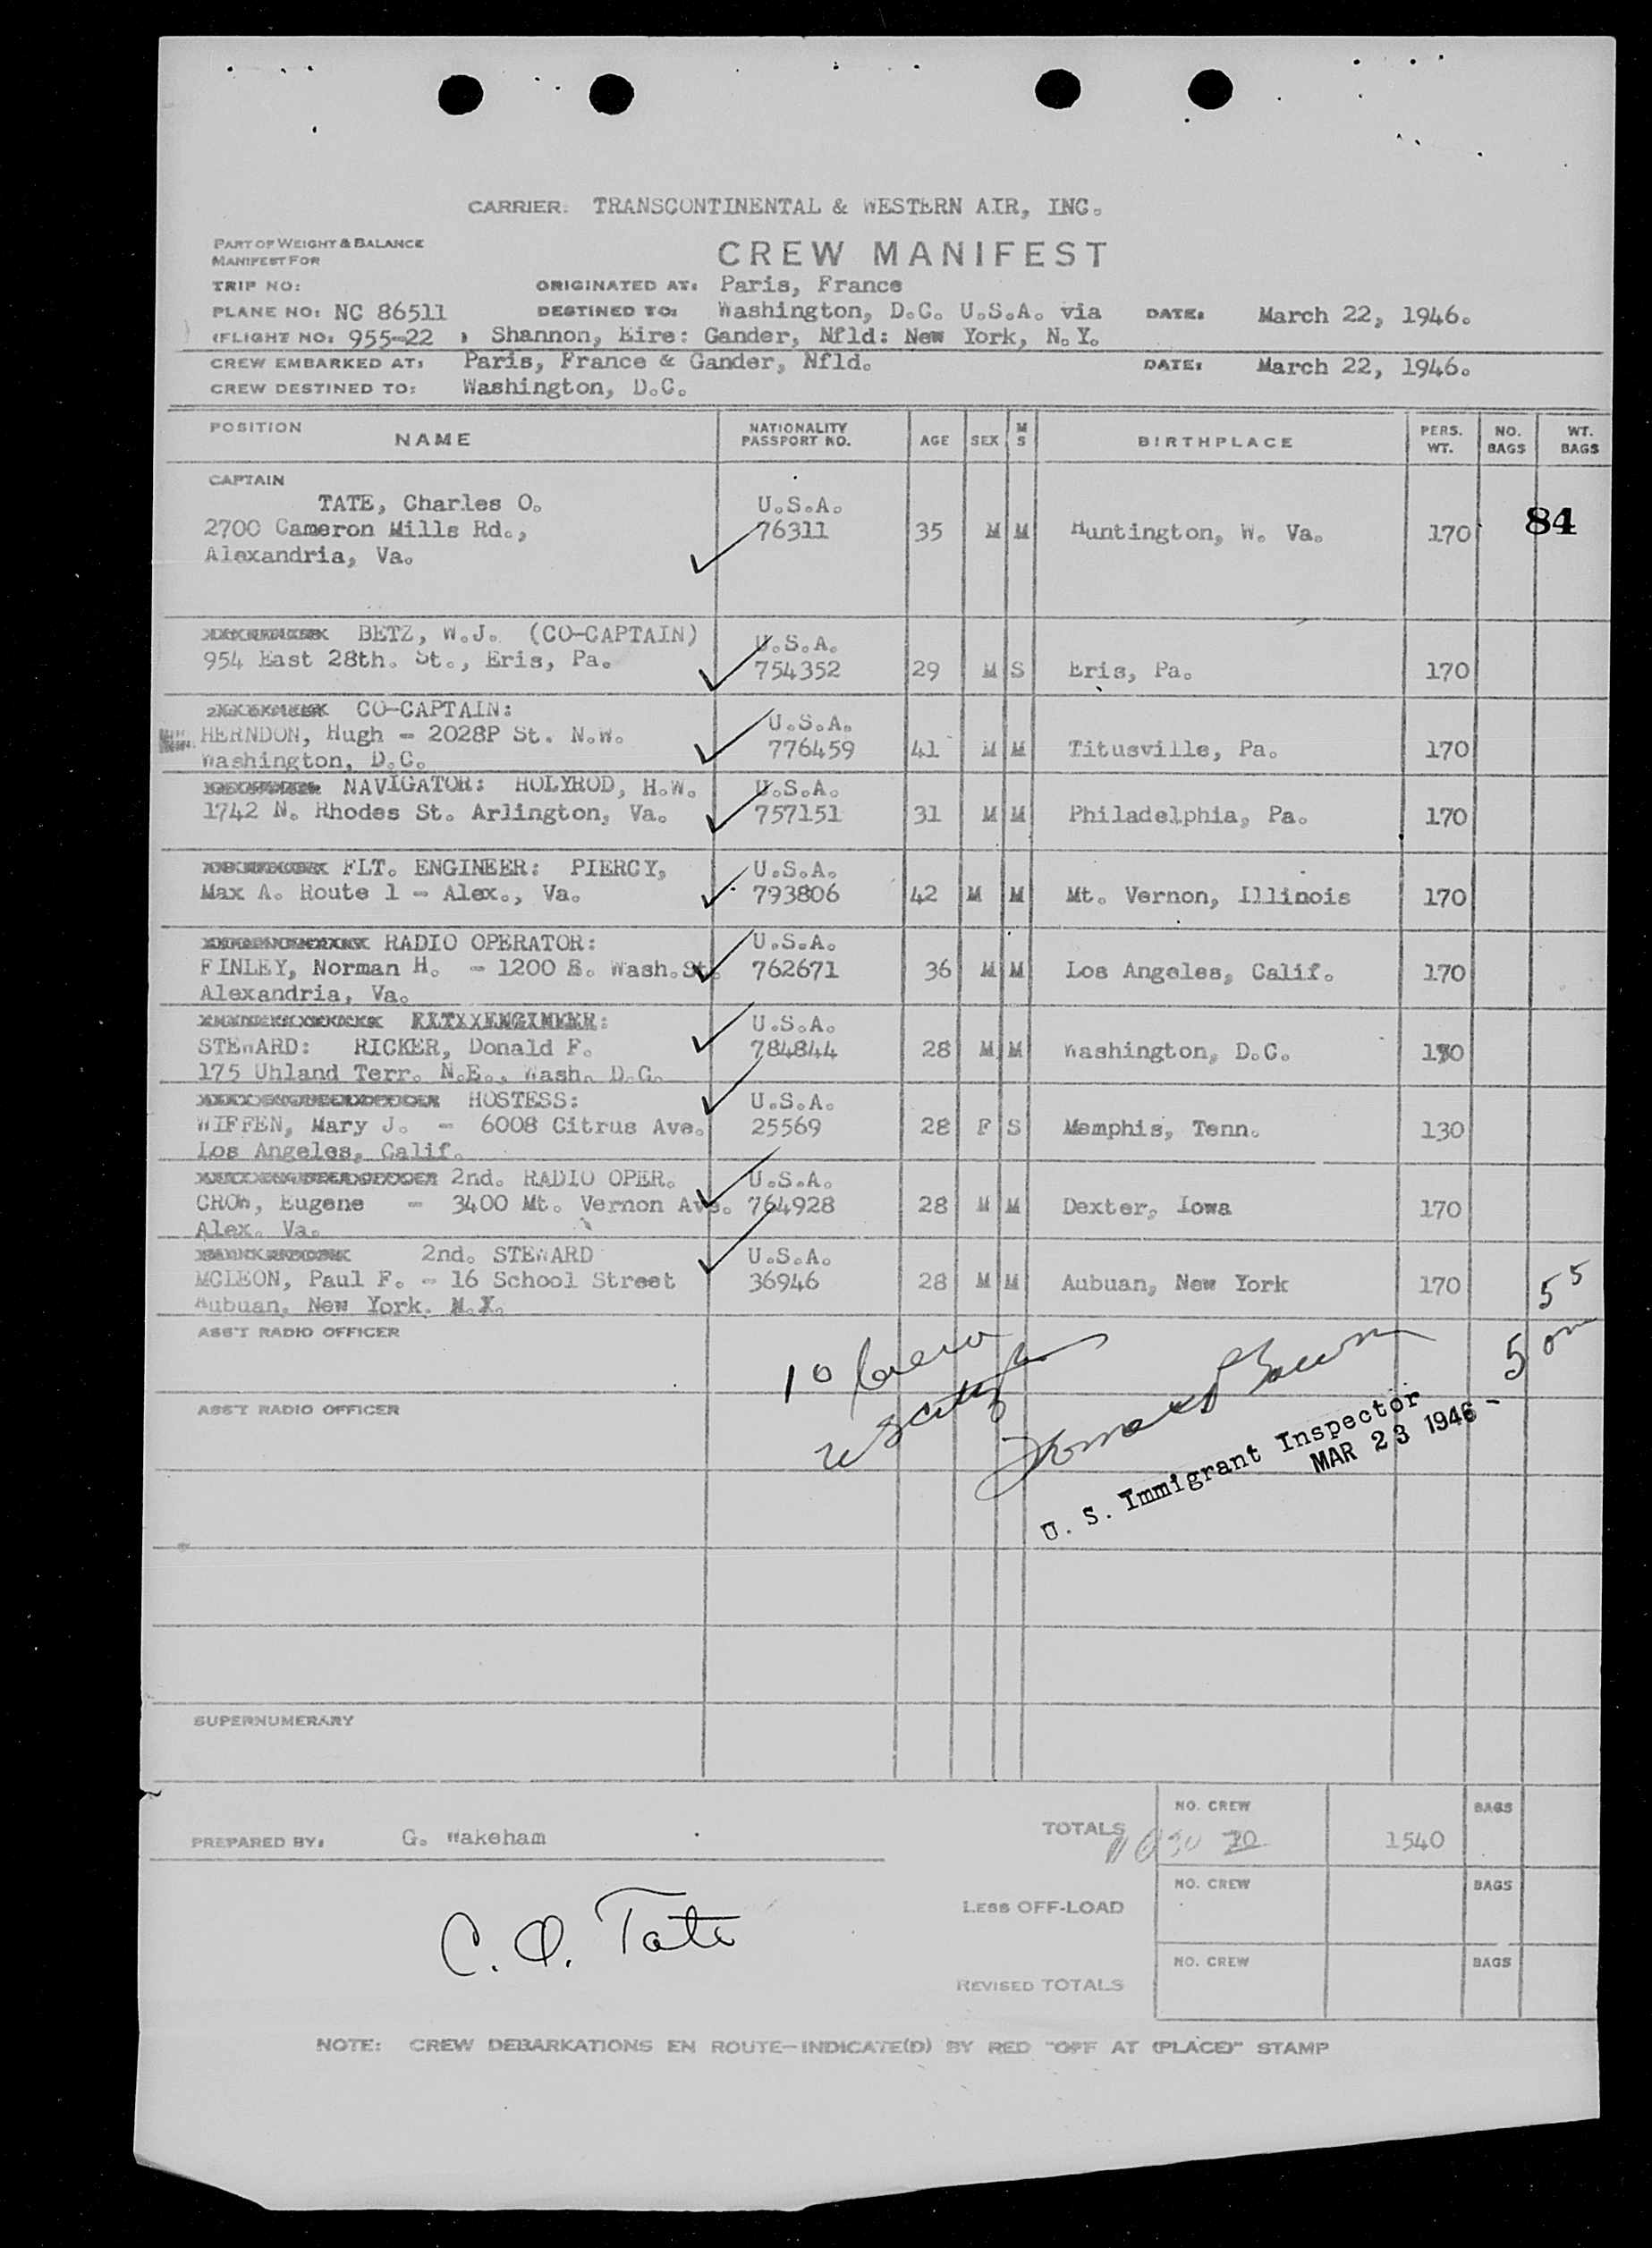 CARRIER: TRANSCONTINENTAL & WESTERN AIR, INC.
PART OF WEIGHT & BALANCE
MANIFEST FOR
CREW MANIFEST
TRIP NO: ORIGINATED AT: Paris, France
PLANE NO: NC 86511 DESTINED TO: Washington, D.C. U.S.A. via DATE: March 22, 1946.
(FLIGHT NO: 955-22 ) Shannon, Eire: Gander, Nfld: New York, N.Y.
CREW EMBARKED AT: Paris, France & Gander, Nfld. DATE: March 22, 1946.
CREW DESTINED TO: Washington, D.C.
POSITION NAME NATIONALITY PASSPORT NO. AGE SEX M S BIRTHPLACE PERS. WT. NO. BAGS WT. BAGS
CAPTAIN
TATE, Charles O. U.S.A.
2700 Cameron Mills Rd., 76311 35 M M Huntington, W. Va. 170 84
Alexandria, Va.
BETZ, W.J. (CO-CAPTAIN) U.S.A.
954 East 28th. St., Eris, Pa. 754352 29 M S Eris, Pa. 170
CO-CAPTAIN: U.S.A.
HERNDON, Hugh - 2028P St. N.W. 776459 41 M M Titusville, Pa. 170
Washington, D.C.
NAVIGATOR: HOLYROD, H.W. U.S.A.
1742 N. Rhodes St. Arlington, Va. 757151 31 M M Philadelphia, Pa. 170
FLT. ENGINEER: PIERCY, U.S.A.
Max A. Route 1 - Alex., Va. 793806 42 M M Mt. Vernon, Illinois 170
RADIO OPERATOR: U.S.A.
FINLEY, Norman H. - 1200 S. Wash.St. 762671 36 M M Los Angeles, Calif. 170
Alexandria, Va.
U.S.A.
STEWARD: RICKER, Donald F. 784844 28 M M Washington, D.C.
175 Uhland Terr. N.E., Wash. D.C.
HOSTESS: U.S.A.
WIFFEN, Mary J. - 6008 Citrus Ave. 25569 28 F S Memphis, Tenn. 130
Los Angeles, Calif.
2nd. RADIO OPER. U.S.A.
CROW, Eugene - 3400 Mt. Vernon Ave. 764928 28 M M Dexter, Iowa 170
Alex. Va.
2nd. STEWARD U.S.A.
MCLEON, Paul F. - 16 School Street 36946 28 M M Aubuan, New York 170
Aubuan, New York. N.Y.
55
ASS'T RADIO OFFICER
10 Crew
5
ASS'T RADIO OFFICER
U. S. Immigrant Inspector
MAR 23 1946
SUPERNUMERARY
NO. CREW BAGS
PREPARED BY: G. Wakeham TOTALS 10 1540
NO. CREW BAGS
LESS OFF-LOAD
C. O. Tate
NO. CREW BAGS
REVISED TOTALS
NOTE: CREW DEBARKATIONS EN ROUTE-INDICATE(D) BY RED "OFF AT (PLACE)" STAMP